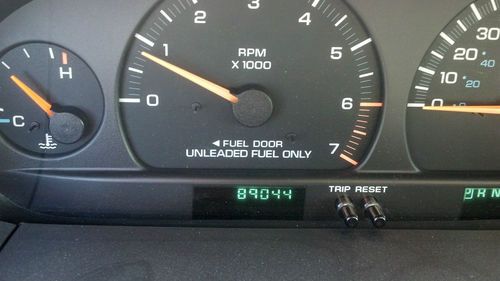 H
C
0
1
2
3
4
5
6
7
RPM
X 1000
◄ FUEL DOOR
UNLEADED FUEL ONLY
0
10
20
30
0
20
89044
TRIP RESET
P R N